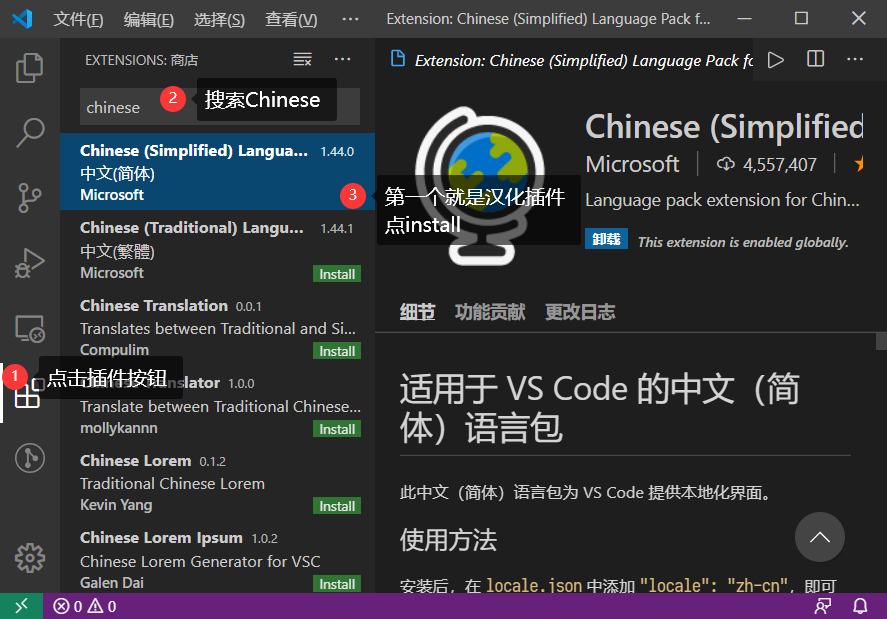 文件(F) 编辑(E) 选择(S) 查看(V) ··· Extension: Chinese (Simplified) Language Pack f...
EXTENSIONS: 商店
chinese
2
搜索Chinese
Chinese (Simplified) Langua... 1.44.0
中文(简体)
Microsoft
3
第一个就是汉化插件
点install
Chinese (Traditional) Langu... 1.44.1
中文(繁體)
Microsoft Install
Chinese Translation 0.0.1
Translates between Traditional and Si...
Compulim Install
1
点击插件按钮
nslator 1.0.0
Translate between Traditional Chinese...
mollykannn Install
Chinese Lorem 0.1.2
Traditional Chinese Lorem
Kevin Yang Install
Chinese Lorem Ipsum 1.0.2
Chinese Lorem Generator for VSC
Galen Dai Install
Extension: Chinese (Simplified) Language Pack fo
Chinese (Simplified)
Microsoft 4,557,407
Language pack extension for Chin...
卸载 This extension is enabled globally.
细节 功能贡献 更改日志
适用于 VS Code 的中文（简
体）语言包
此中文（简体）语言包为 VS Code 提供本地化界面。
使用方法
安装后，在 locale.json 中添加 "locale": "zh-cn"，即可
0 0